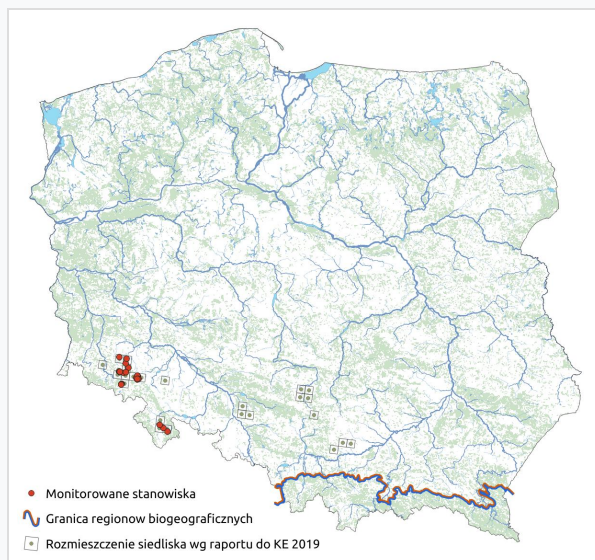 Monitorowane stanowiska
Granica regionow biogeograficznych
Rozmieszczenie siedliska wg raportu do KE 2019